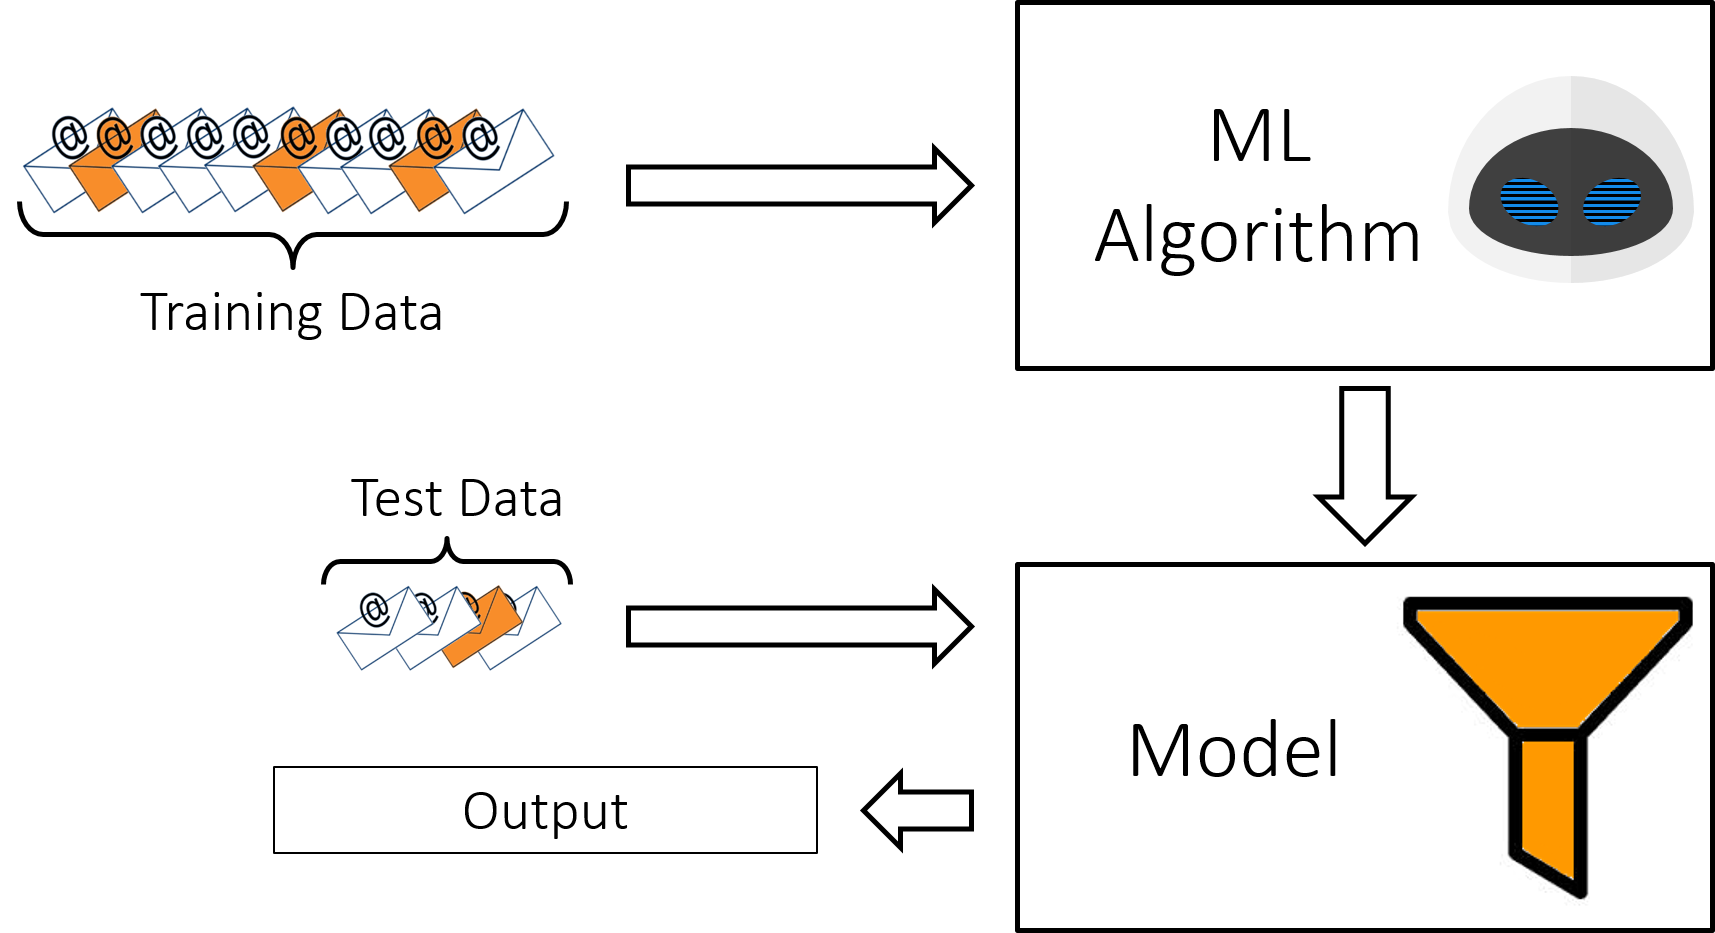 @ @ @ @ @ @ @ @ @ @
Training Data
ML
Algorithm
Test Data
@ @ @
Model
Output